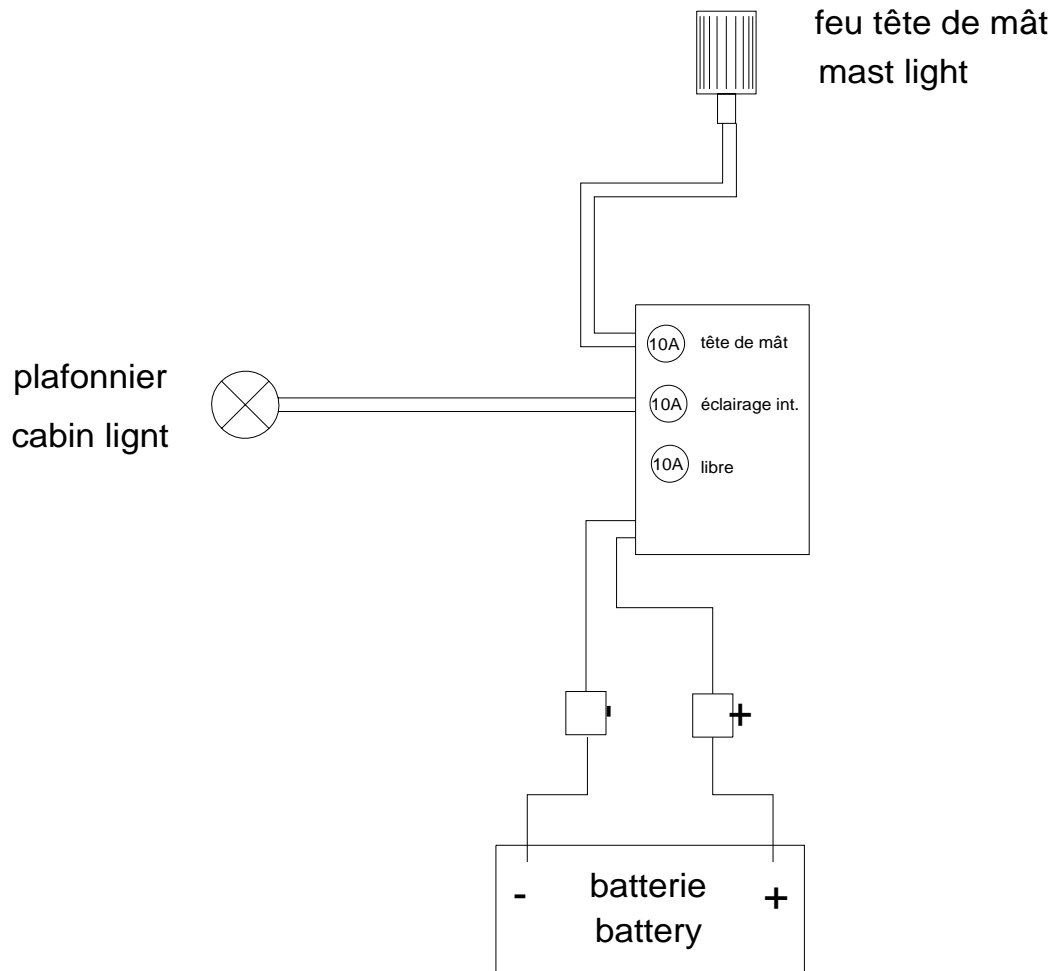 feu tête de mât
mast light
10A tête de mât
plafonnier
cabin lignt
10A éclairage int.
10A libre
- +
- batterie +
battery